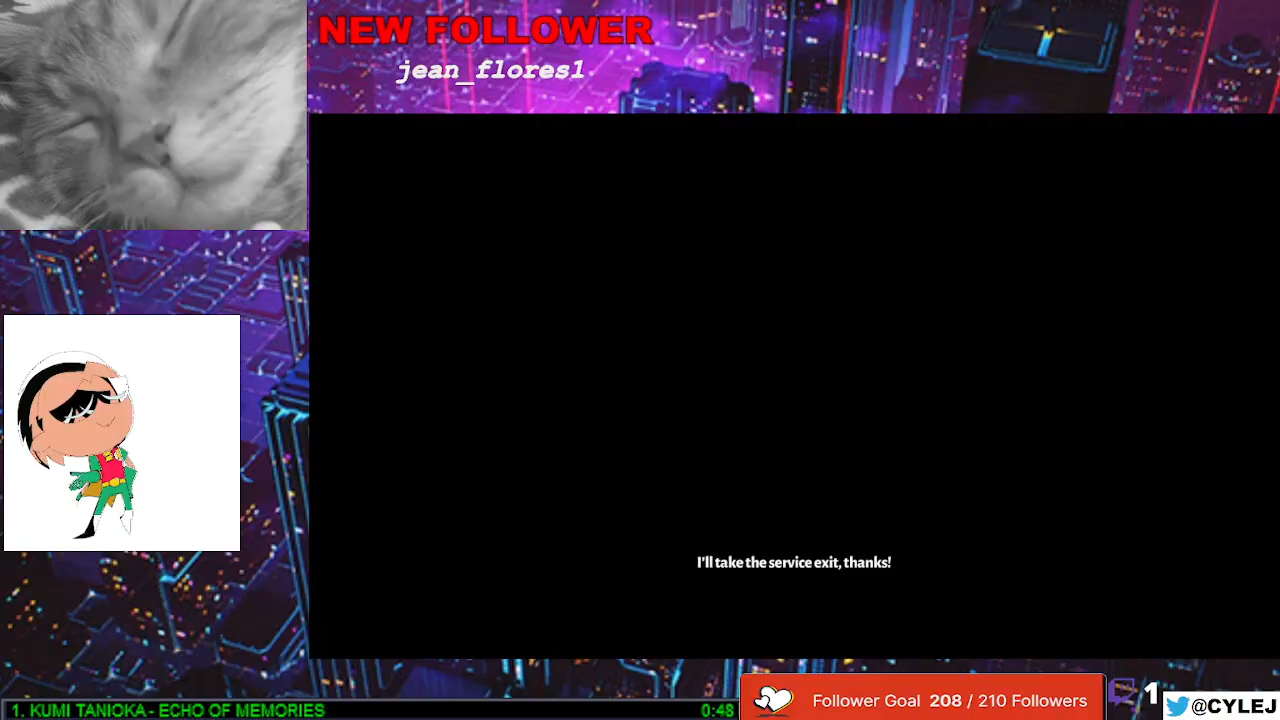 NEW FOLLOWER
jean_flores1
I'll take the service exit, thanks!
1. KUMI TANIOKA - ECHO OF MEMORIES
0:48
Follower Goal 208 / 210 Followers
1
@CYLEJ